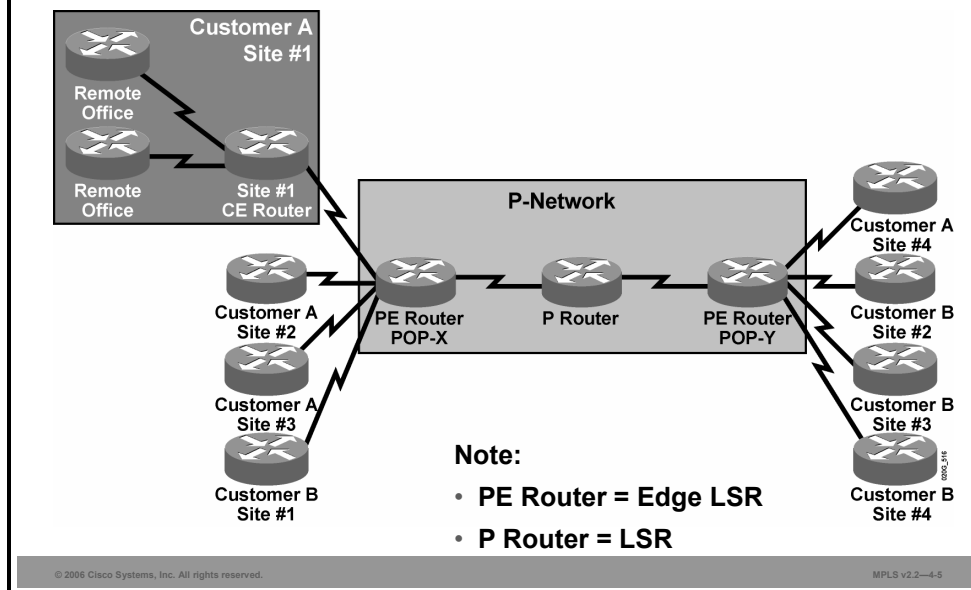 Customer A
Site #1
Remote
Office
Remote
Office
Site #1
CE Router
P-Network
PE Router
POP-X
P Router
PE Router
POP-Y
Customer A
Site #2
Customer A
Site #3
Customer B
Site #1
Customer A
Site #4
Customer B
Site #2
Customer B
Site #3
Customer B
Site #4
020G_516
Note:
• PE Router = Edge LSR
• P Router = LSR
© 2006 Cisco Systems, Inc. All rights reserved.
MPLS v2.2—4-5